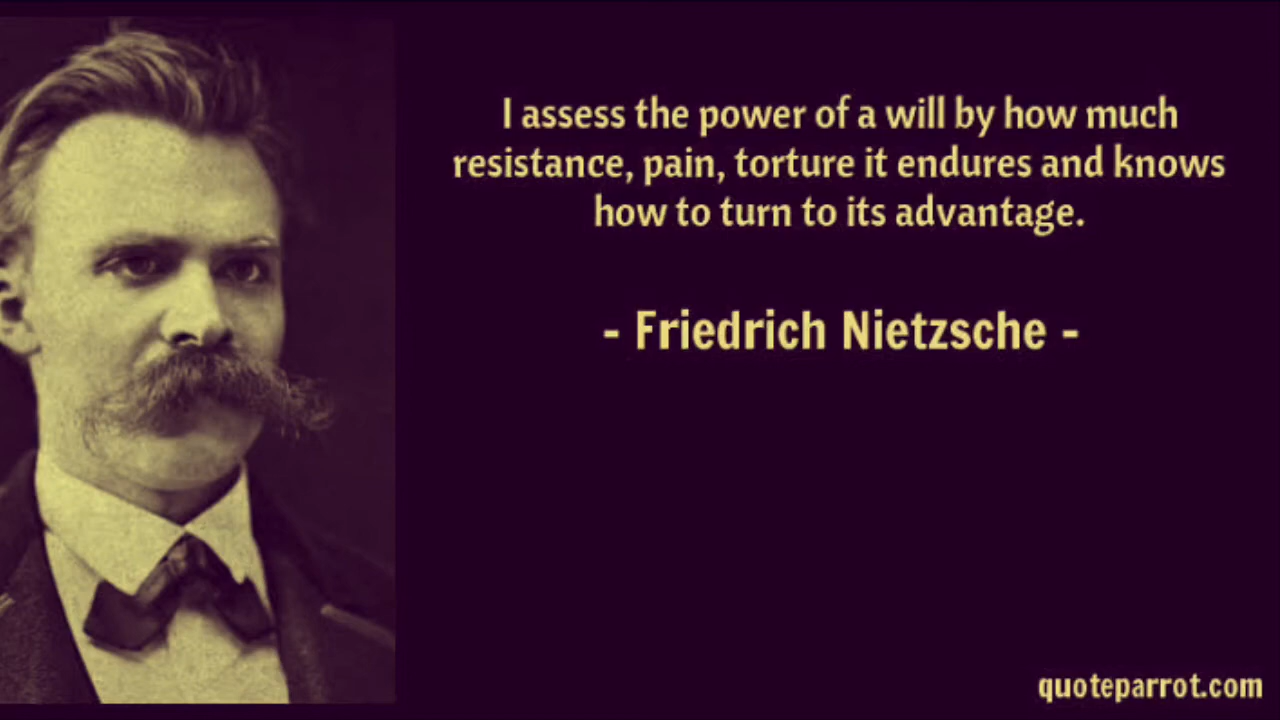 I assess the power of a will by how much
resistance, pain, torture it endures and knows
how to turn to its advantage.
- Friedrich Nietzsche -
quoteparrot.com